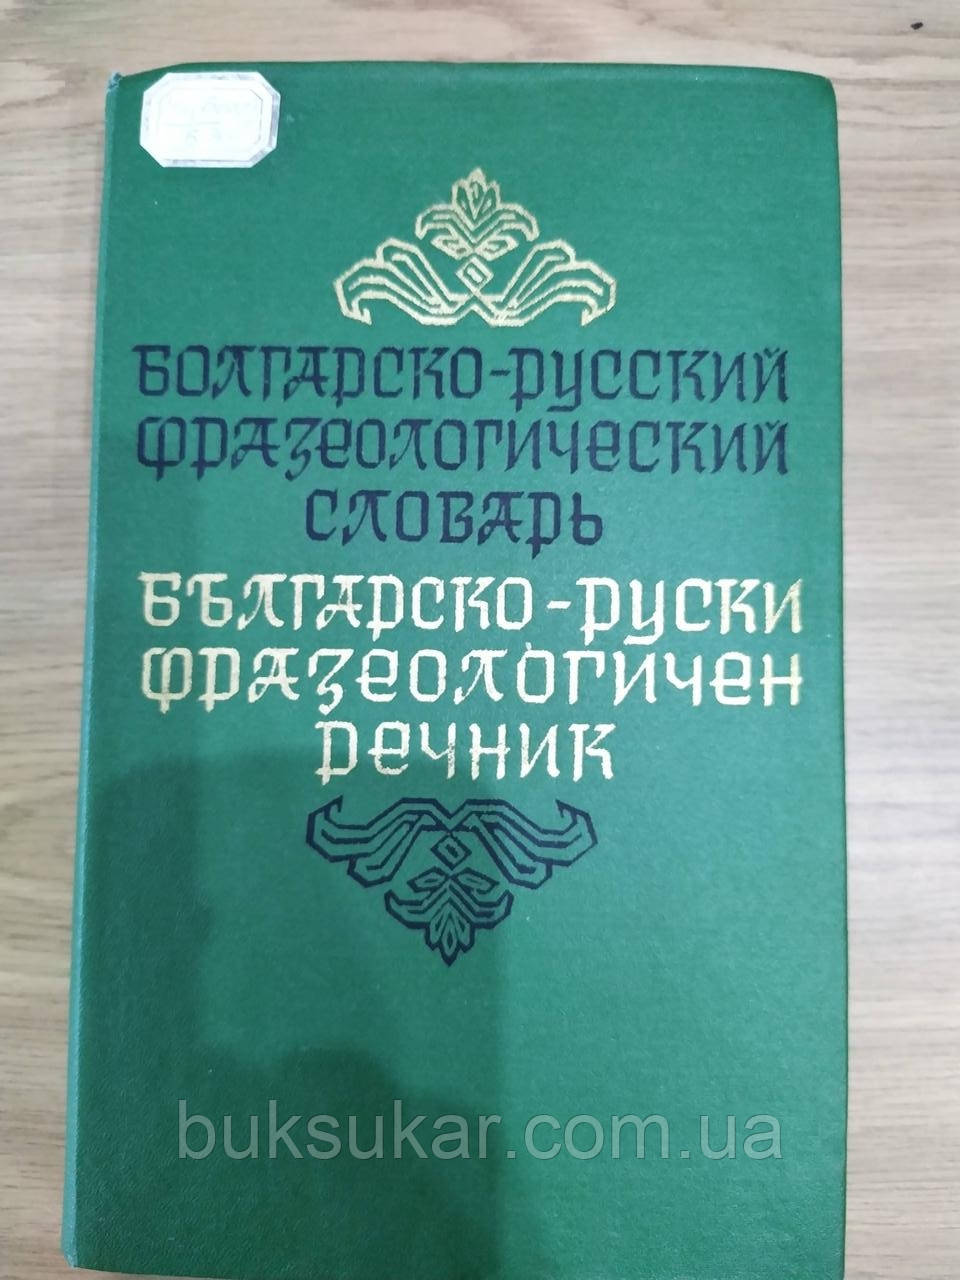 БОЛГАРСКО-РУССКИЙ
ФРАЗЕОЛОГИЧЕСКИЙ
СЛОВАРЬ
БЪЛГАРСКО-РУСКИ
ФРАЗЕОЛОГИЧЕН
РЕЧНИК
buksukar.com.ua